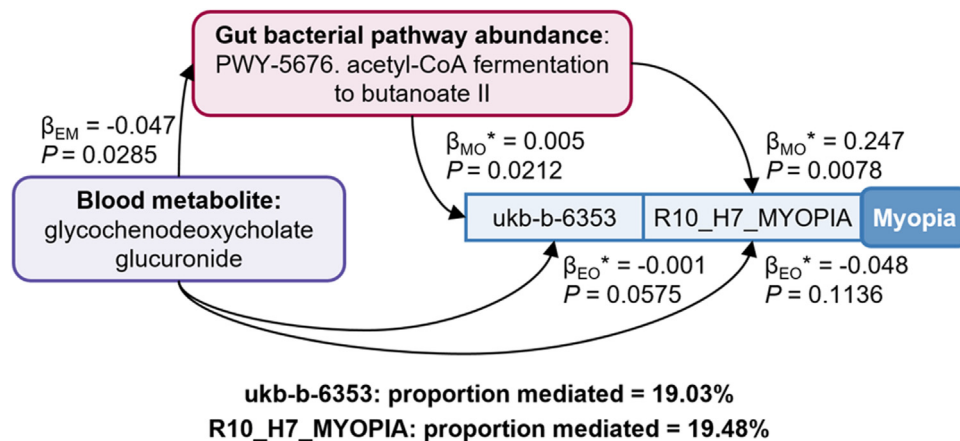 Gut bacterial pathway abundance:
PWY-5676. acetyl-CoA fermentation
to butanoate II
βEM = -0.047
P = 0.0285
βMO* = 0.005
P = 0.0212
βMO* = 0.247
P = 0.0078
Blood metabolite:
glycochenodeoxycholate
glucuronide
ukb-b-6353
R10_H7_MYOPIA
Myopia
βEO* = -0.001
P = 0.0575
βEO* = -0.048
P = 0.1136
ukb-b-6353: proportion mediated = 19.03%
R10_H7_MYOPIA: proportion mediated = 19.48%